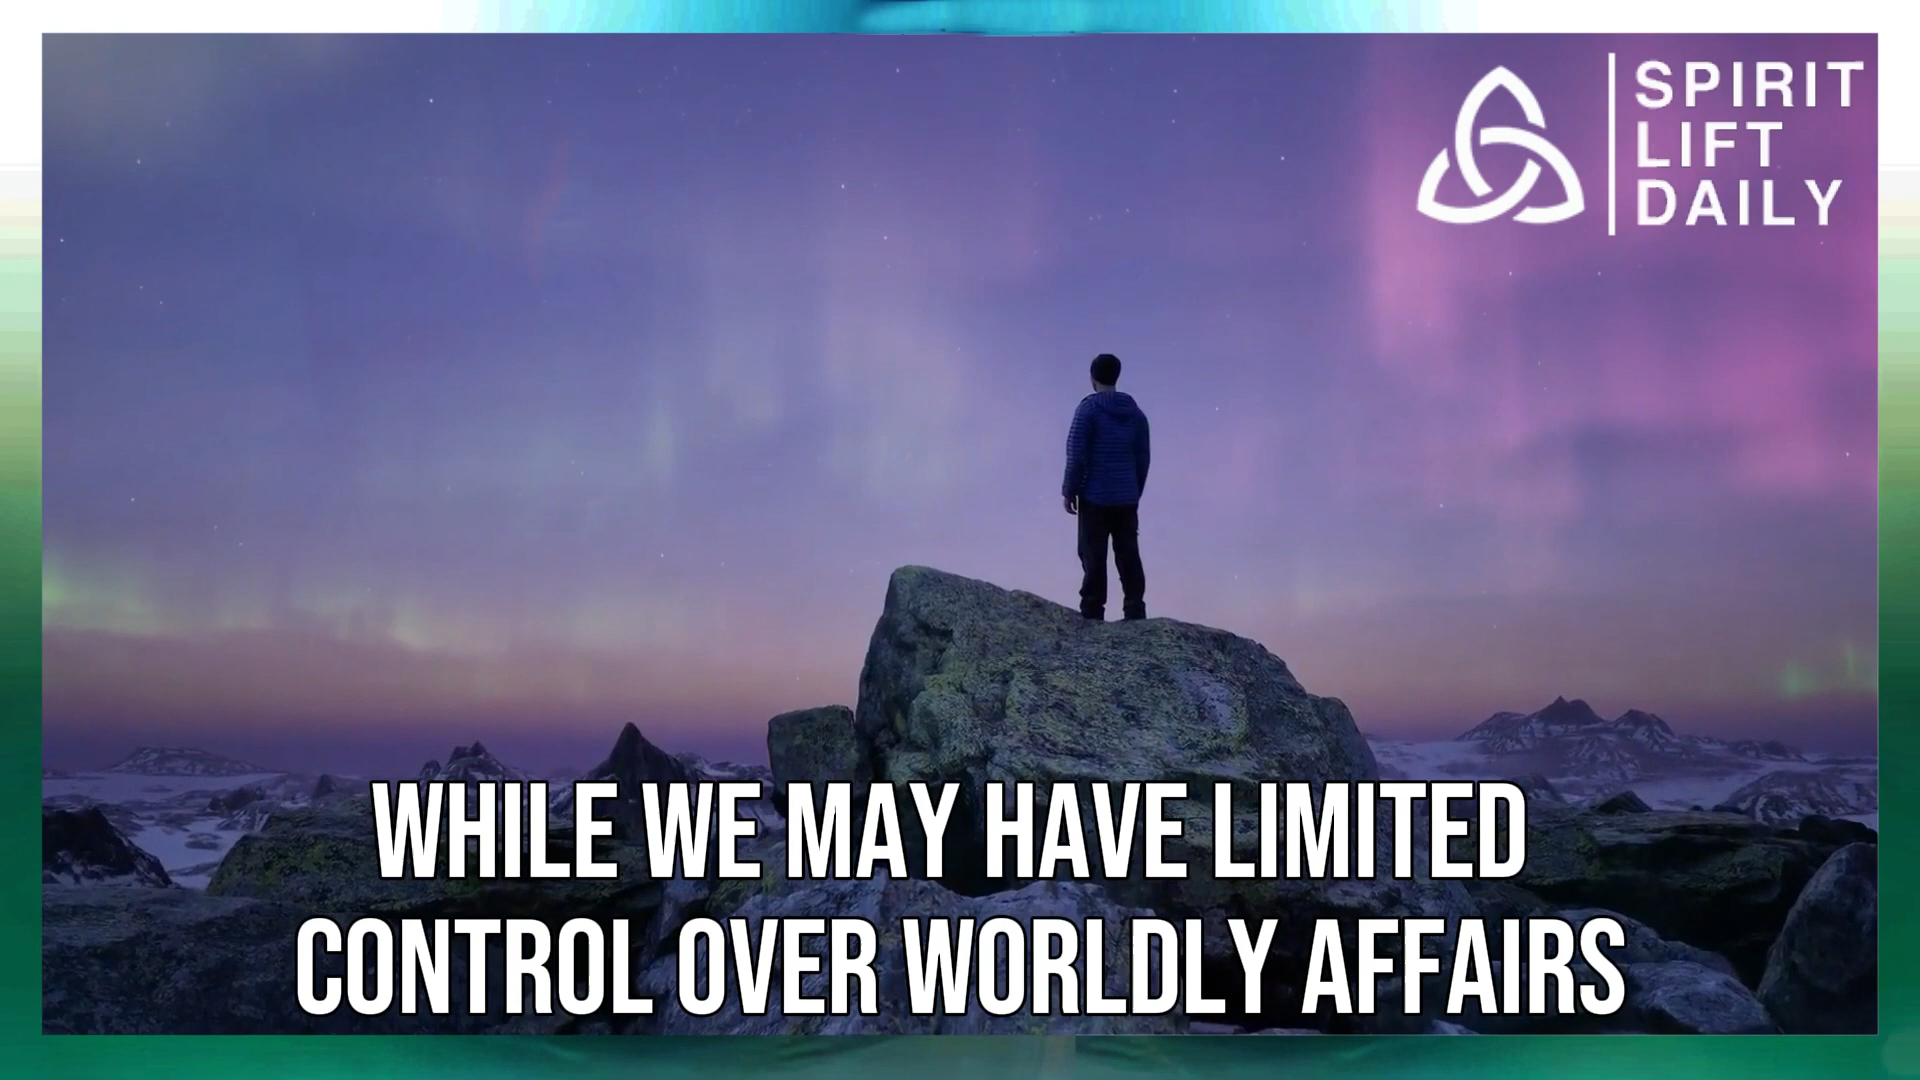 SPIRIT
LIFT
DAILY
WHILE WE MAY HAVE LIMITED
CONTROL OVER WORLDLY AFFAIRS